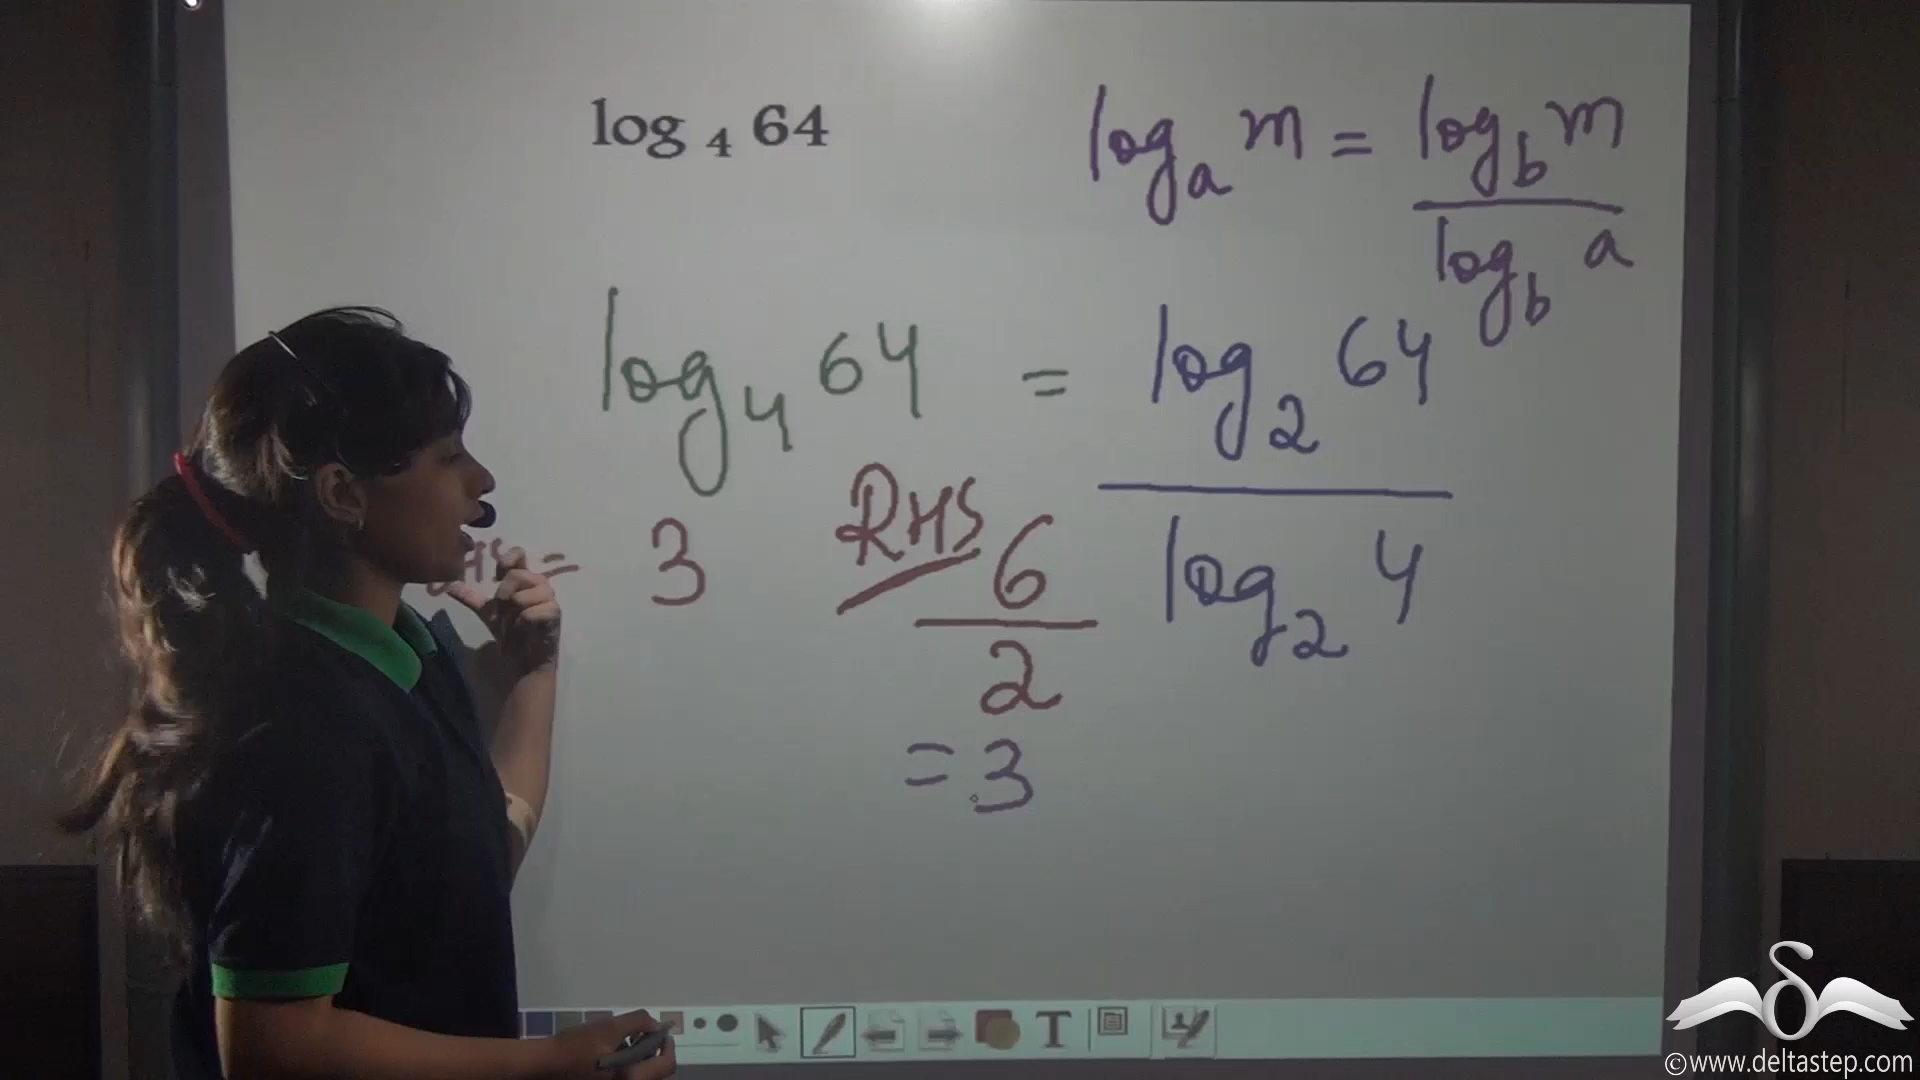 log 4 64
log a m = log b m
log b a
log 4 64 = log 2 64
log 2 4
= 3
RHS 6
2
= 3
T
©www.deltastep.com